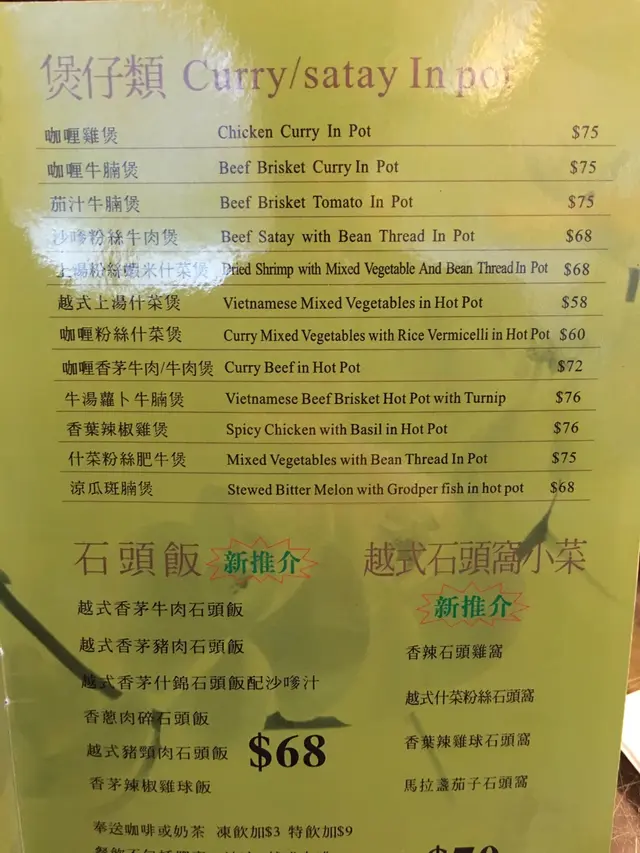 煲仔類 Curry/satay In pot
咖喱雞煲 Chicken Curry In Pot $75
咖喱牛腩煲 Beef Brisket Curry In Pot $75
茄汁牛腩煲 Beef Brisket Tomato In Pot $75
沙嗲粉絲牛肉煲 Beef Satay with Bean Thread In Pot $68
上湯粉絲蝦米什菜煲 Dried Shrimp with Mixed Vegetable And Bean Thread In Pot $68
越式上湯什菜煲 Vietnamese Mixed Vegetables in Hot Pot $58
咖喱粉絲什菜煲 Curry Mixed Vegetables with Rice Vermicelli in Hot Pot $60
咖喱香茅牛肉/牛肉煲 Curry Beef in Hot Pot $72
牛湯蘿卜牛腩煲 Vietnamese Beef Brisket Hot Pot with Turnip $76
香葉辣椒雞煲 Spicy Chicken with Basil in Hot Pot $76
什菜粉絲肥牛煲 Mixed Vegetables with Bean Thread In Pot $75
涼瓜斑腩煲 Stewed Bitter Melon with Grodper fish in hot pot $68
石頭飯 新推介
越式香茅牛肉石頭飯
越式香茅豬肉石頭飯
越式香茅什錦石頭飯配沙嗲汁
香蔥肉碎石頭飯
越式豬頸肉石頭飯 $68
香茅辣椒雞球飯
奉送咖啡或奶茶 凍飲加$3 特飲加$9
越式石頭窩小菜
新推介
香辣石頭雞窩
越式什菜粉絲石頭窩
香葉辣雞球石頭窩
馬拉盞茄子石頭窩